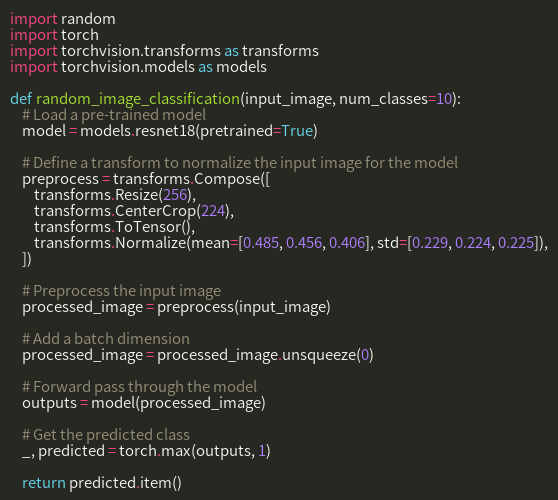 import random
import torch
import torchvision.transforms as transforms
import torchvision.models as models
def random_image_classification(input_image, num_classes=10):
# Load a pre-trained model
model = models.resnet18(pretrained=True)
# Define a transform to normalize the input image for the model
preprocess = transforms.Compose([
transforms.Resize(256),
transforms.CenterCrop(224),
transforms.ToTensor(),
transforms.Normalize(mean=[0.485, 0.456, 0.406], std=[0.229, 0.224, 0.225]),
])
# Preprocess the input image
processed_image = preprocess(input_image)
# Add a batch dimension
processed_image = processed_image.unsqueeze(0)
# Forward pass through the model
outputs = model(processed_image)
# Get the predicted class
_, predicted = torch.max(outputs, 1)
return predicted.item()